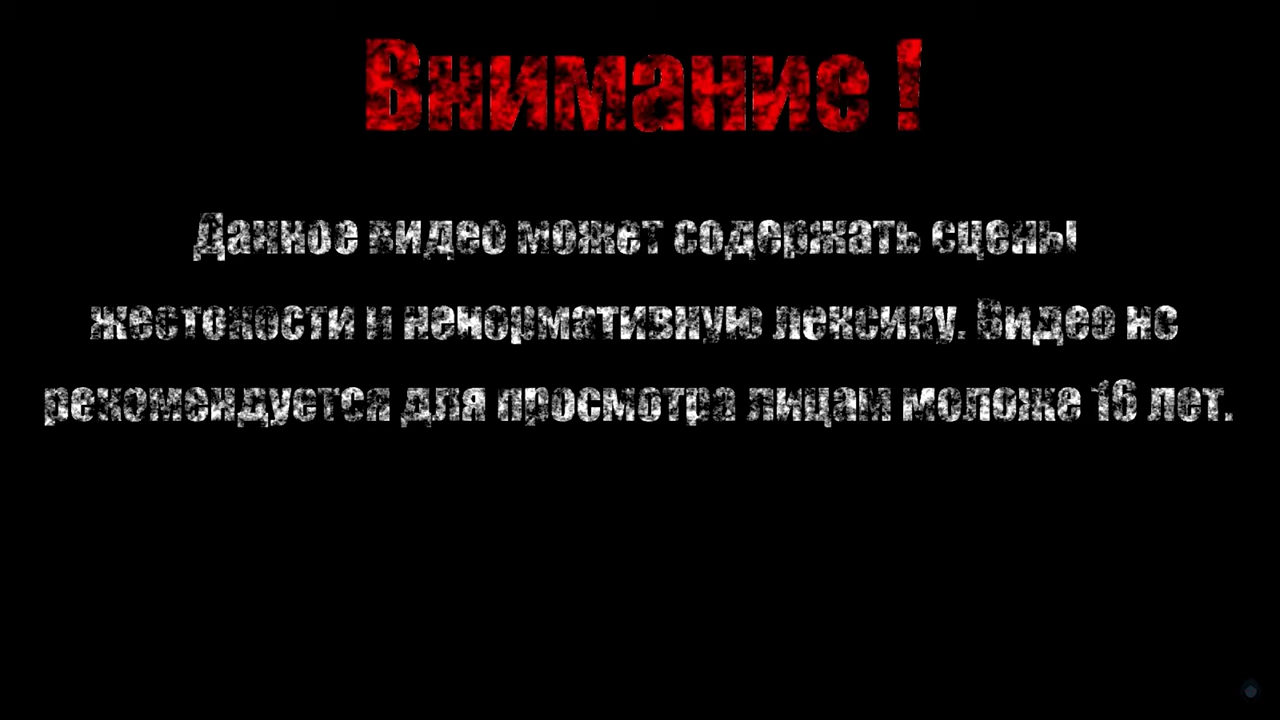 Внимание !
Данное видео может содержать сцены
жестокости и ненормативную лексику. Видео не
рекомендуется для просмотра лицам моложе 16 лет.